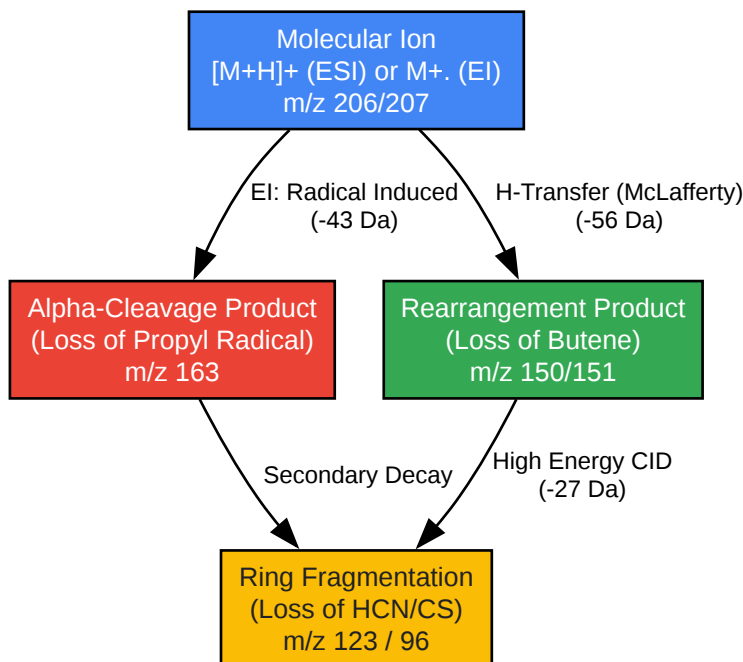 Molecular Ion
[M+H]+ (ESI) or M+. (EI)
m/z 206/207
EI: Radical Induced
(-43 Da)
H-Transfer (McLafferty)
(-56 Da)
Alpha-Cleavage Product
(Loss of Propyl Radical)
m/z 163
Rearrangement Product
(Loss of Butene)
m/z 150/151
Secondary Decay
High Energy CID
(-27 Da)
Ring Fragmentation
(Loss of HCN/CS)
m/z 123 / 96